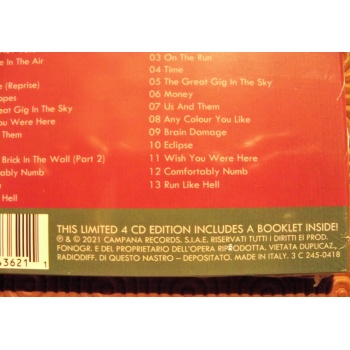 e In The Air
e (Reprise)
opes
eat Gig In The Sky
ou Were Here
Them
Brick In The Wall (Part 2)
rtably Numb
e
Hell
03 On The Run
04 Time
05 The Great Gig In The Sky
06 Money
07 Us And Them
08 Any Colour You Like
09 Brain Damage
10 Eclipse
11 Wish You Were Here
12 Comfortably Numb
13 Run Like Hell
THIS LIMITED 4 CD EDITION INCLUDES A BOOKLET INSIDE!
℗ & © 2021 CAMPANA RECORDS. S.I.A.E. RISERVATI TUTTI I DIRITTI EI PROD.
FONOGR. E DEL PROPRIETARIO DELL'OPERA RIPRODOTTA. VIETATA DUPLICAZ,
RADIODIFF. DI QUESTO NASTRO – DEPOSITATO. MADE IN ITALY. 3 C 245-0418
63621 1